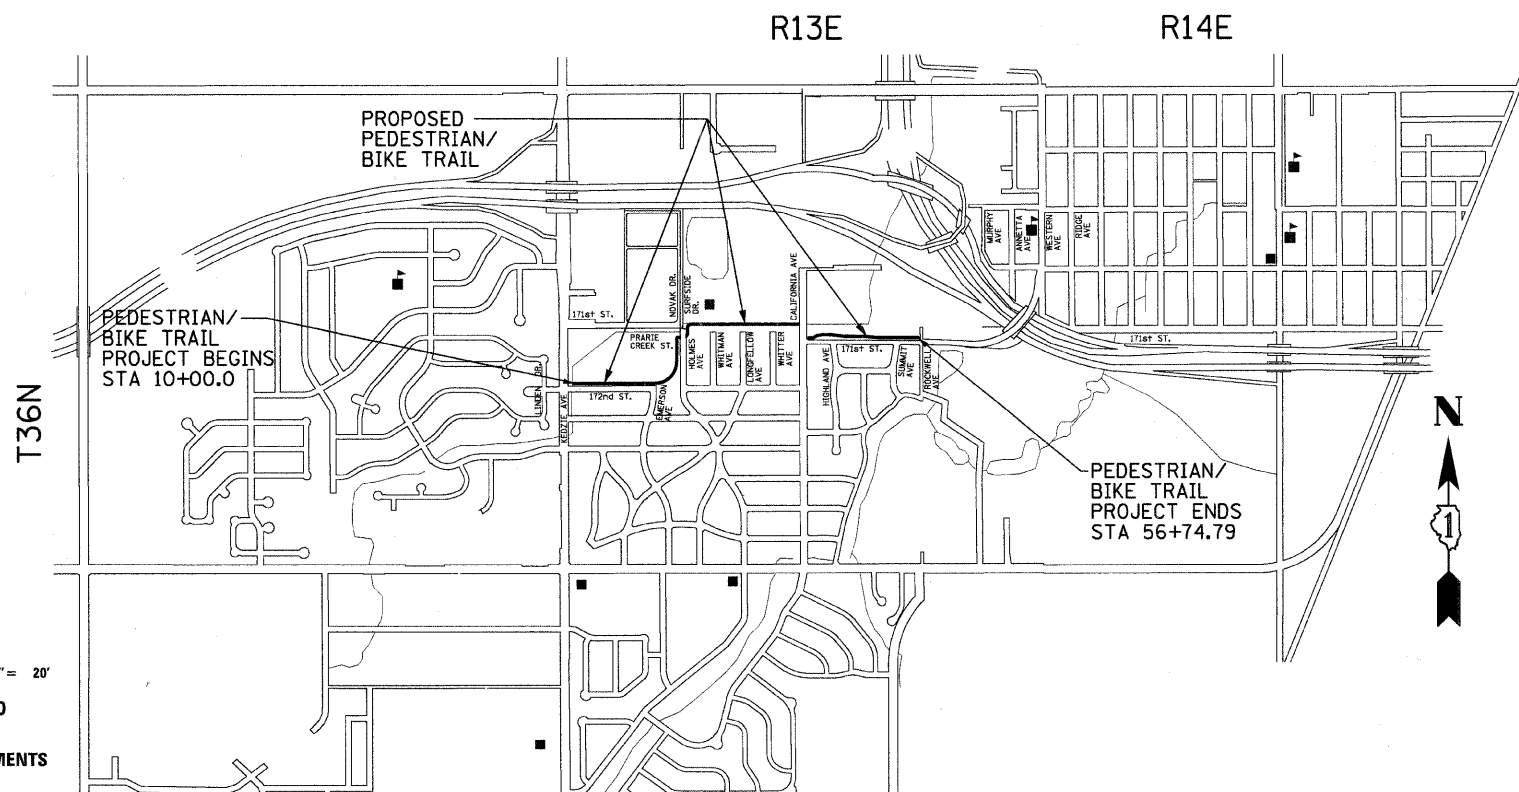 R13E
R14E
PROPOSED
PEDESTRIAN/
BIKE TRAIL
MURPHY
AVE
ANNETTA
AVE
WESTERN
AVE
RIDGE
AVE
NOVAK DR.
SURFSIDE
DR.
CALIFORNIA AVE
PEDESTRIAN/
BIKE TRAIL
PROJECT BEGINS
STA 10+00.0
171st ST.
PRARIE
CREEK ST.
HOLMES
AVE
WHITMAN
AVE
LONGFELLOW
AVE
WHITTER
AVE
171st ST.
HIGHLAND AVE
SUMMIT
AVE
ROCKWELL
AVE
171st ST.
LINDEN DR.
KEDZIE AVE
172nd ST.
EMERSON
AVE
T36N
N
1
PEDESTRIAN/
BIKE TRAIL
PROJECT ENDS
STA 56+74.79
"= 20'
MENTS